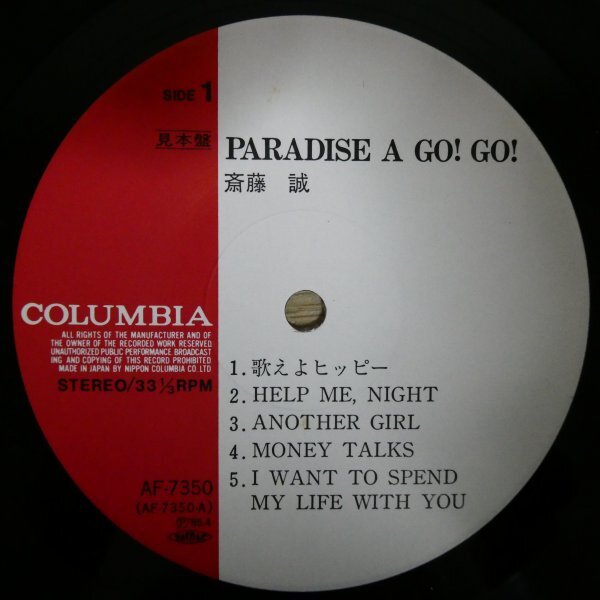 SIDE 1
見本盤
PARADISE A GO! GO!
斎藤 誠
COLUMBIA
ALL RIGHTS OF THE MANUFACTURER AND OF
THE OWNER OF THE RECORDED WORK RESERVED
UNAUTHORIZED PUBLIC PERFORMANCE BROADCAST
ING AND COPYING OF THIS RECORD PROHIBITED
MADE IN JAPAN BY NIPPON COLUMBIA CO. LTD
STEREO/33 ⅓ RPM
1. 歌えよヒッピー
2. HELP ME, NIGHT
3. ANOTHER GIRL
4. MONEY TALKS
5. I WANT TO SPEND
MY LIFE WITH YOU
AF-7350
(AF 7350-A)